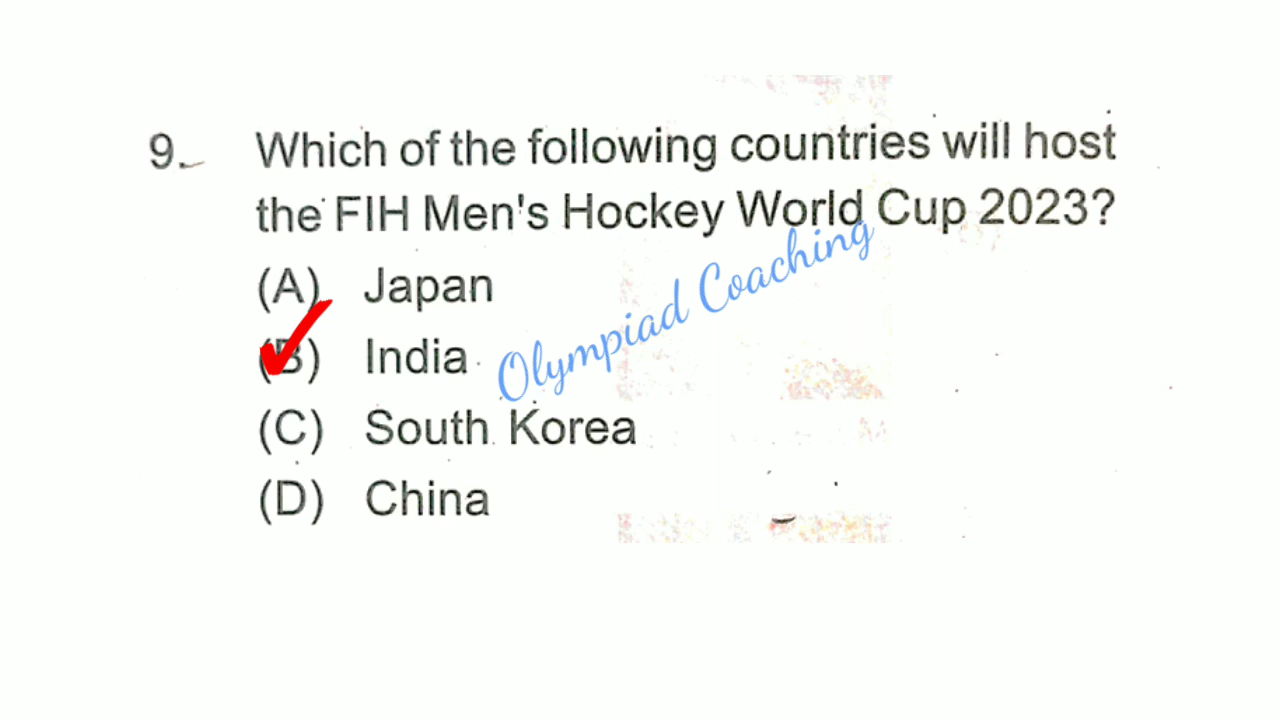 9. Which of the following countries will host
the FIH Men's Hockey World Cup 2023?
(A) Japan
(B) India
(C) South Korea
(D) China
Olympiad Coaching